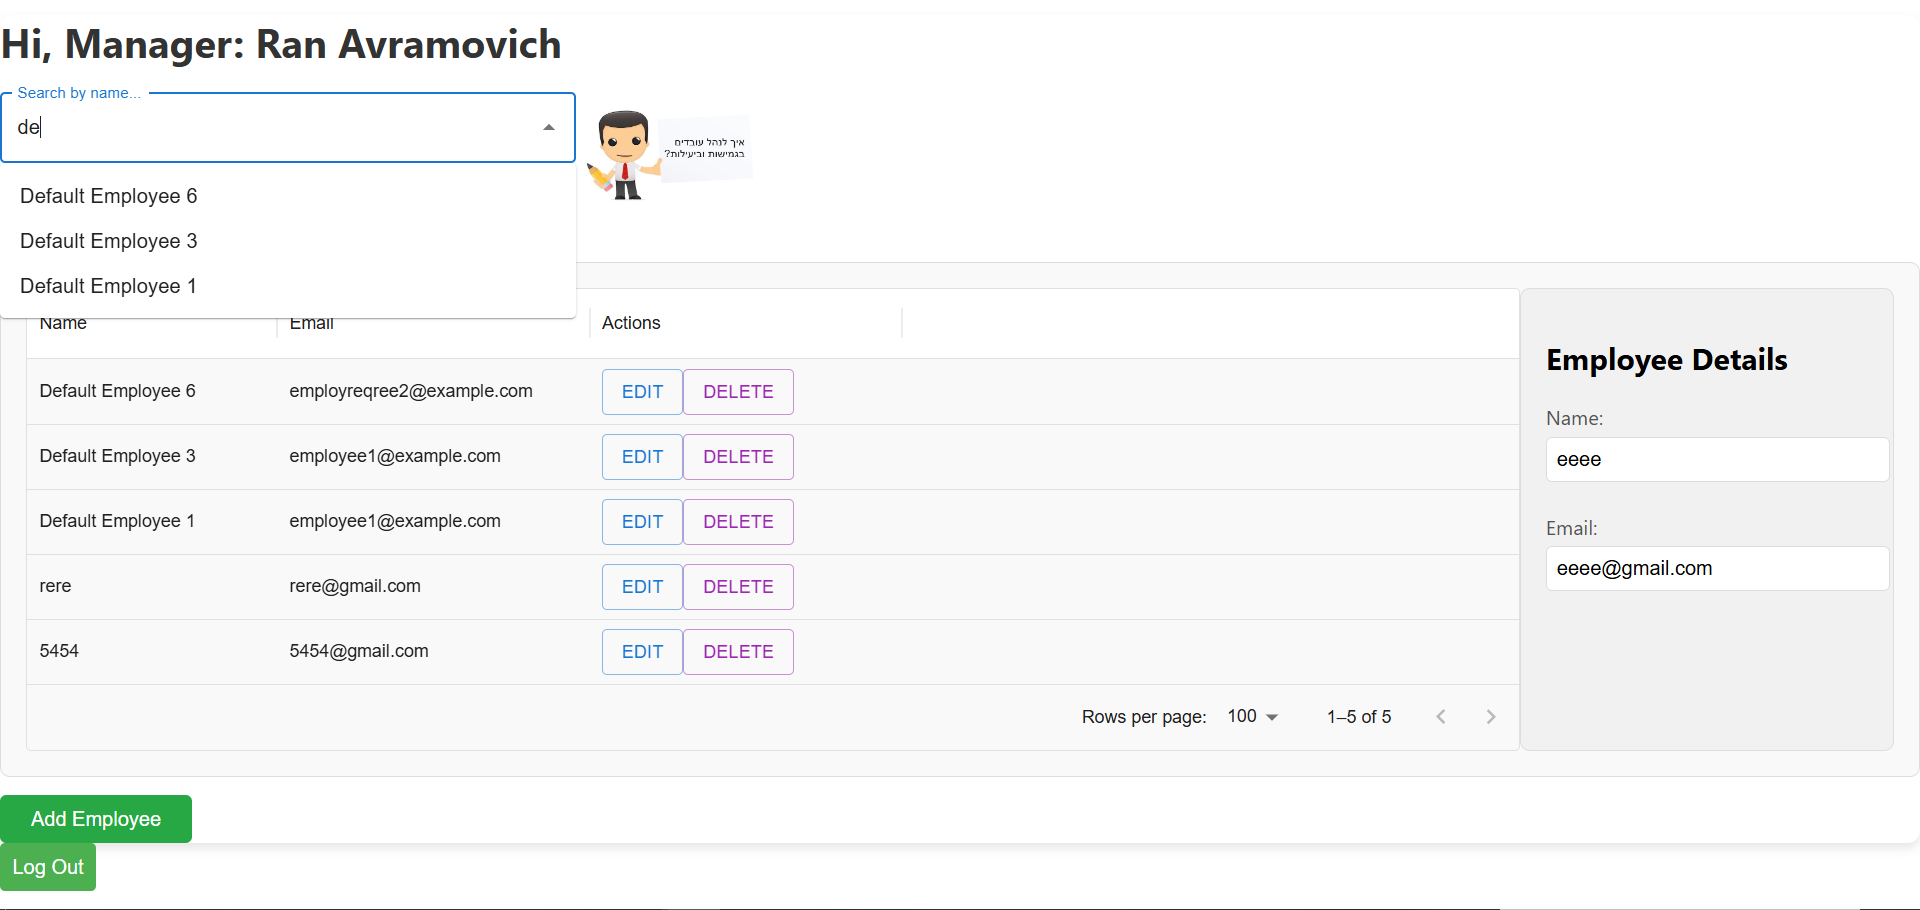 Hi, Manager: Ran Avramovich
Search by name...
de
איך לנהל עובדים
בגמישות וביעילות?
Default Employee 6
Default Employee 3
Default Employee 1
Name Email Actions
Default Employee 6 employreqree2@example.com EDIT DELETE
Default Employee 3 employee1@example.com EDIT DELETE
Default Employee 1 employee1@example.com EDIT DELETE
rere rere@gmail.com EDIT DELETE
5454 5454@gmail.com EDIT DELETE
Rows per page: 100 1–5 of 5
Employee Details
Name:
eeee
Email:
eeee@gmail.com
Add Employee
Log Out